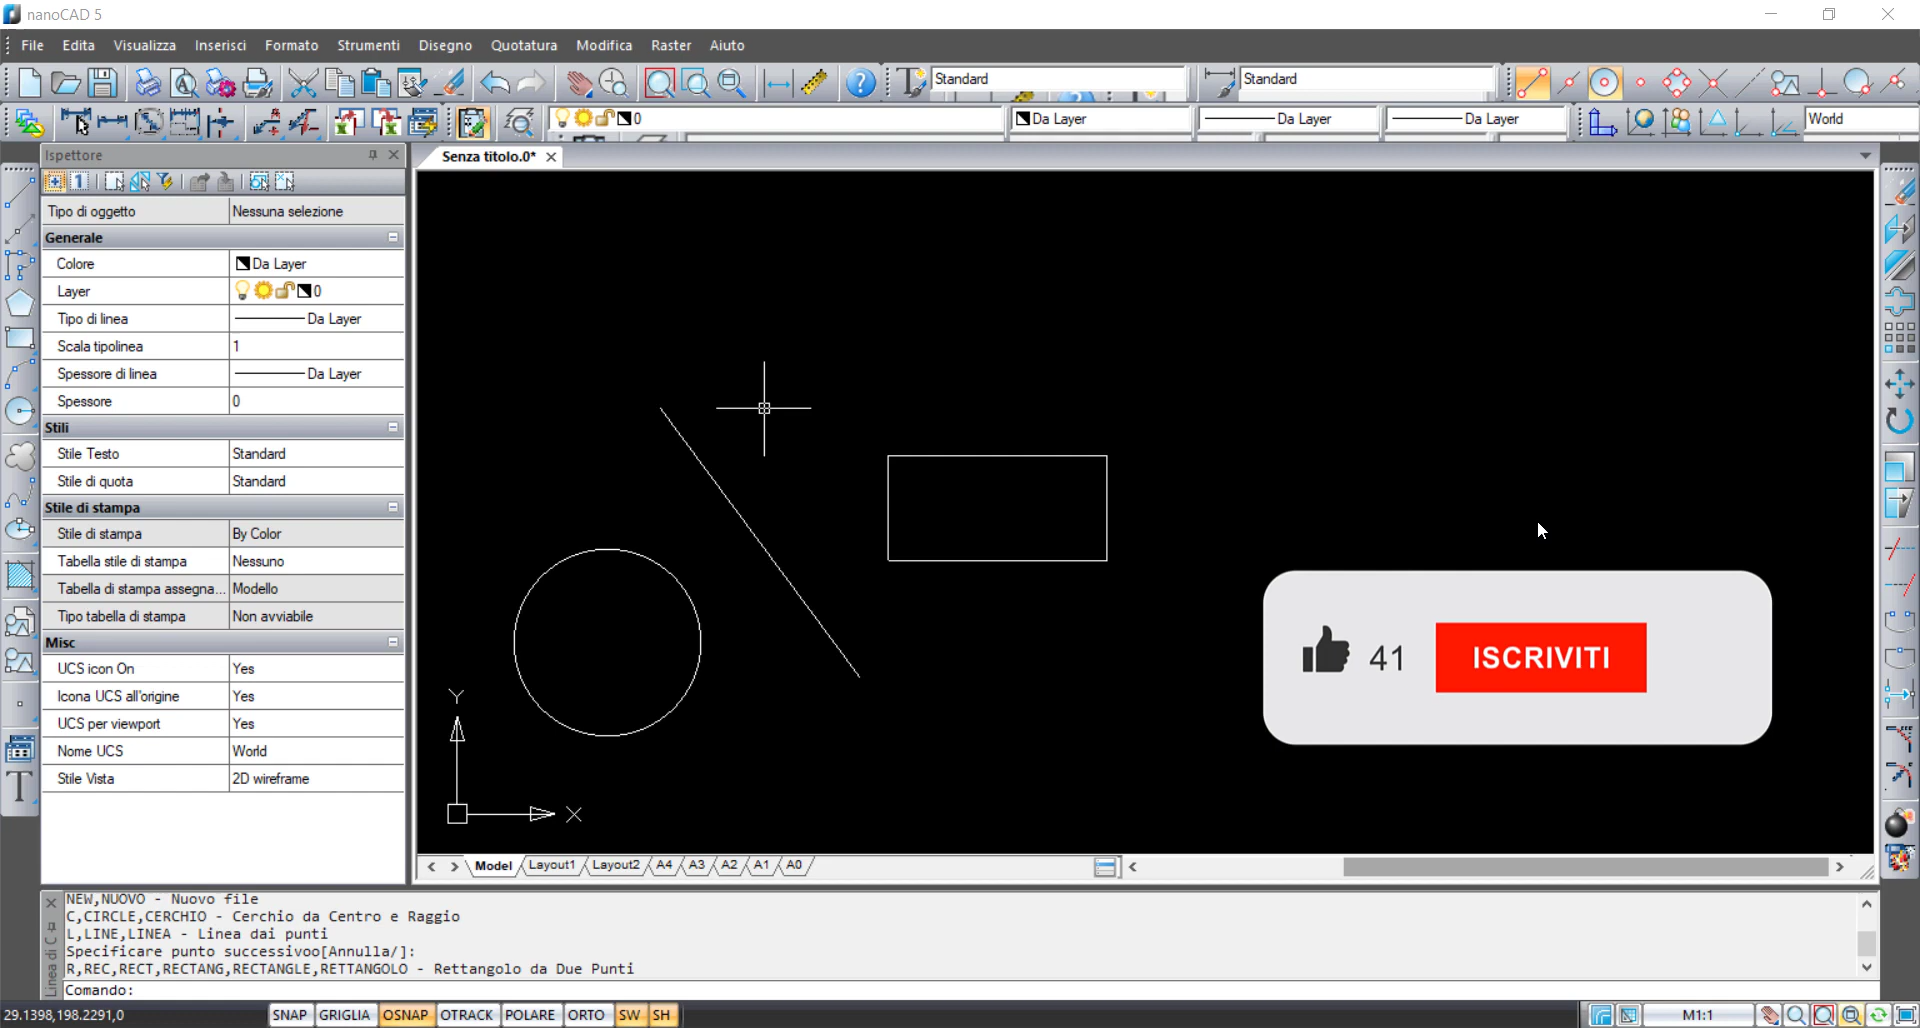 nanoCAD 5
File Edita Visualizza Inserisci Formato Strumenti Disegno Quotatura Modifica Raster Aiuto
Standard Standard
0 Da Layer Da Layer Da Layer World
Ispettore
Senza titolo.0*
1
Tipo di oggetto Nessuna selezione
Generale
Colore Da Layer
Layer 0
Tipo di linea Da Layer
Scala tipolinea 1
Spessore di linea Da Layer
Spessore 0
Stili
Stile Testo Standard
Stile di quota Standard
Stile di stampa
Stile di stampa By Color
Tabella stile di stampa Nessuno
Tabella di stampa assegna... Modello
Tipo tabella di stampa Non avviabile
Misc
UCS icon On Yes
Icona UCS all'origine Yes
UCS per viewport Yes
Nome UCS World
Stile Vista 2D wireframe
Y
X
41 ISCRIVITI
Model Layout1 Layout2 A4 A3 A2 A1 A0
Linea di C
NEW,NUOVO - Nuovo file
C,CIRCLE,CERCHIO - Cerchio da Centro e Raggio
L,LINE,LINEA - Linea dai punti
Specificare punto successivoo[Annulla/]:
R,REC,RECT,RECTANG,RECTANGLE,RETTANGOLO - Rettangolo da Due Punti
Comando:
29.1398,198.2291,0 SNAP GRIGLIA OSNAP OTRACK POLARE ORTO SW SH M1:1